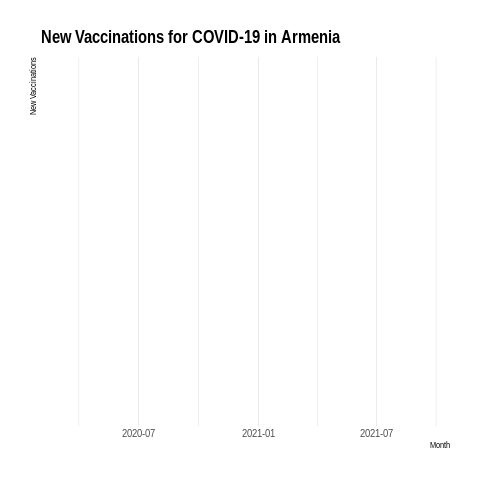 New Vaccinations for COVID-19 in Armenia
New Vaccinations
2020-07
2021-01
2021-07
Month